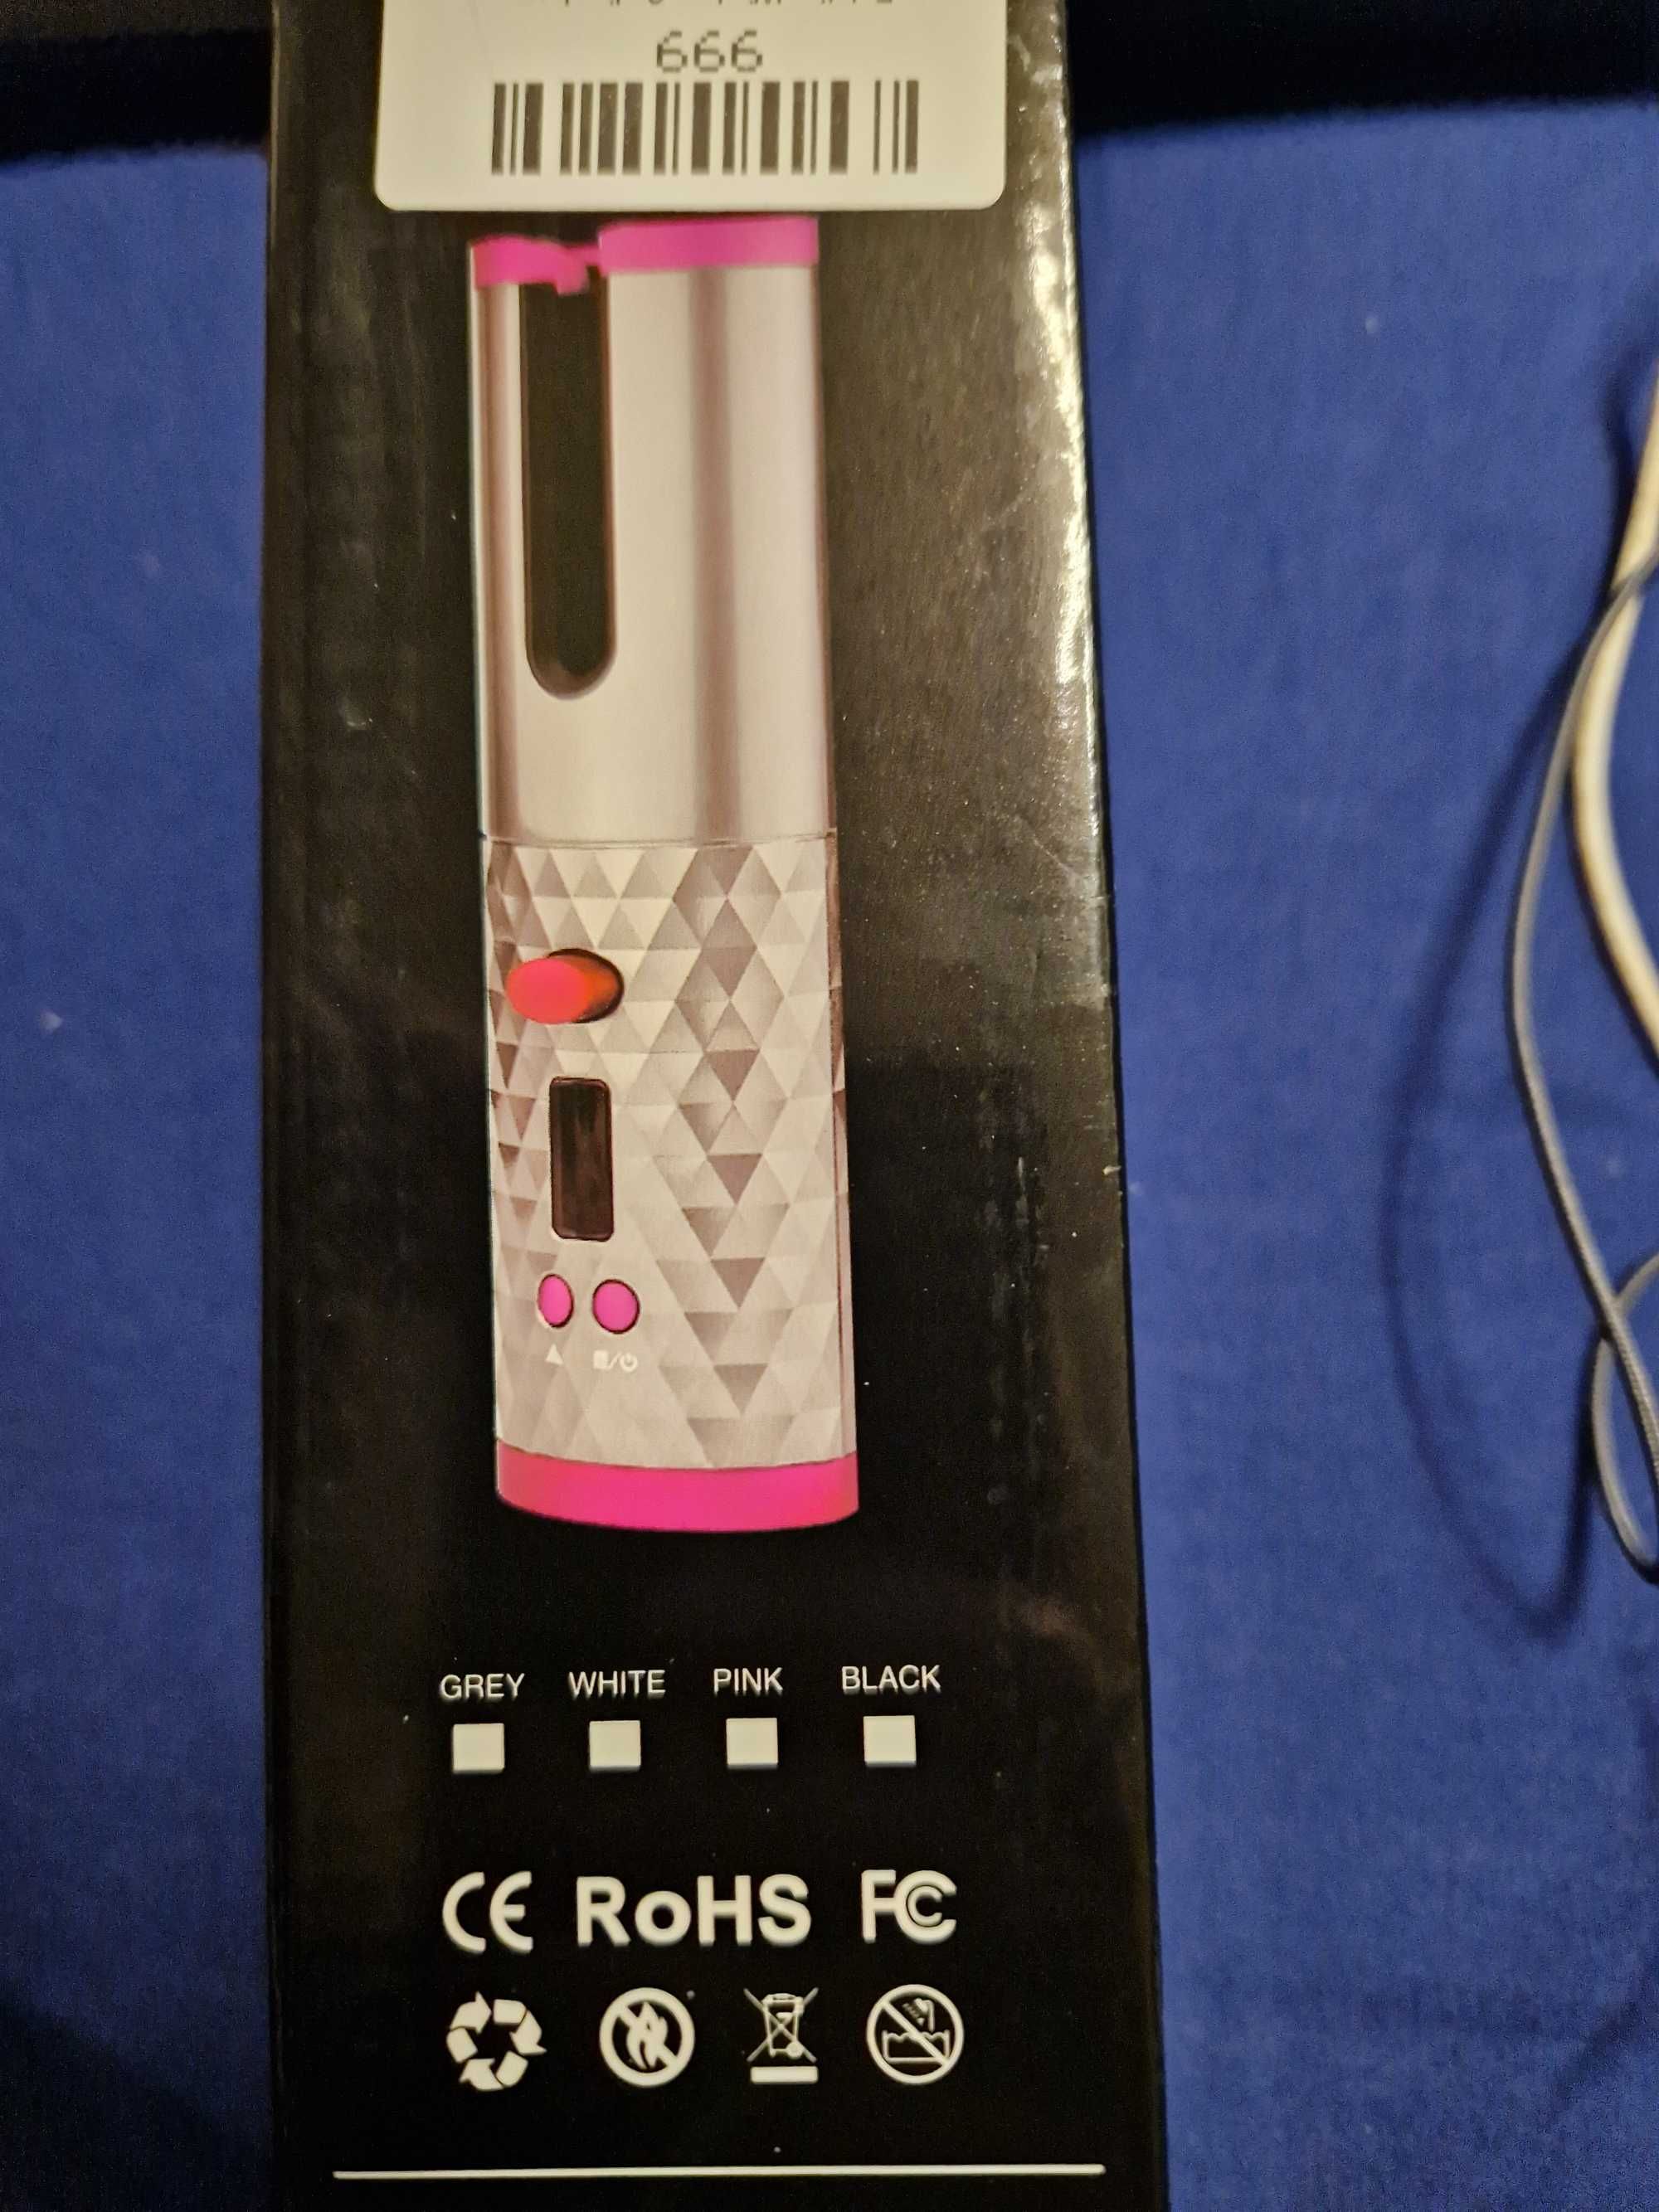 666
GREY WHITE PINK BLACK
CE RoHS FC